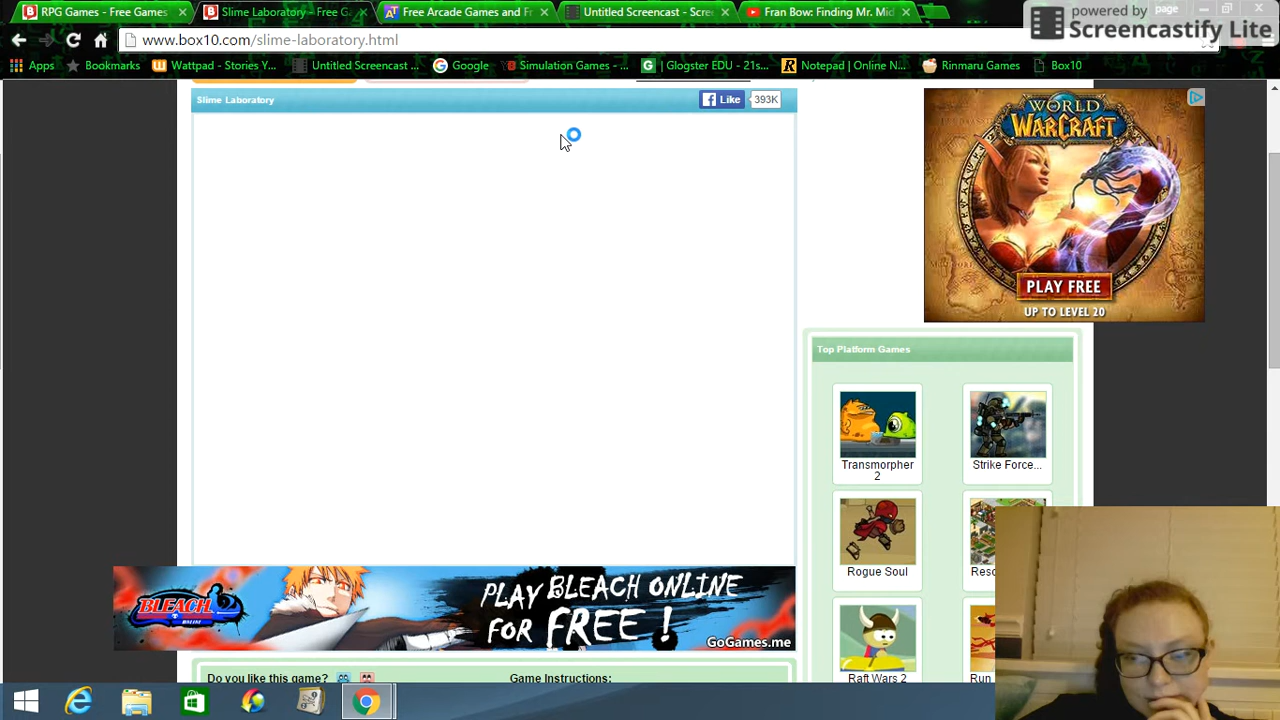 RPG Games - Free Games
Slime Laboratory - Free G
Free Arcade Games and Fr
Untitled Screencast - Scre
Fran Bow: Finding Mr. Mid
page
powered by
Screencastify Lite
www.box10.com/slime-laboratory.html
Apps
Bookmarks
Wattpad - Stories Y...
Untitled Screencast ...
Google
Simulation Games - ...
| Glogster EDU - 21s...
Notepad | Online N...
Rinmaru Games
Box10
Slime Laboratory
Like
393K
WORLD
OF
WARCRAFT
PLAY FREE
UP TO LEVEL 20
Top Platform Games
Transmorpher
2
Strike Force...
Rogue Soul
Raft Wars 2
Run
BLEACH
ONLINE
PLAY BLEACH ONLINE
FOR FREE !
GoGames.me
Do you like this game?
Game Instructions: